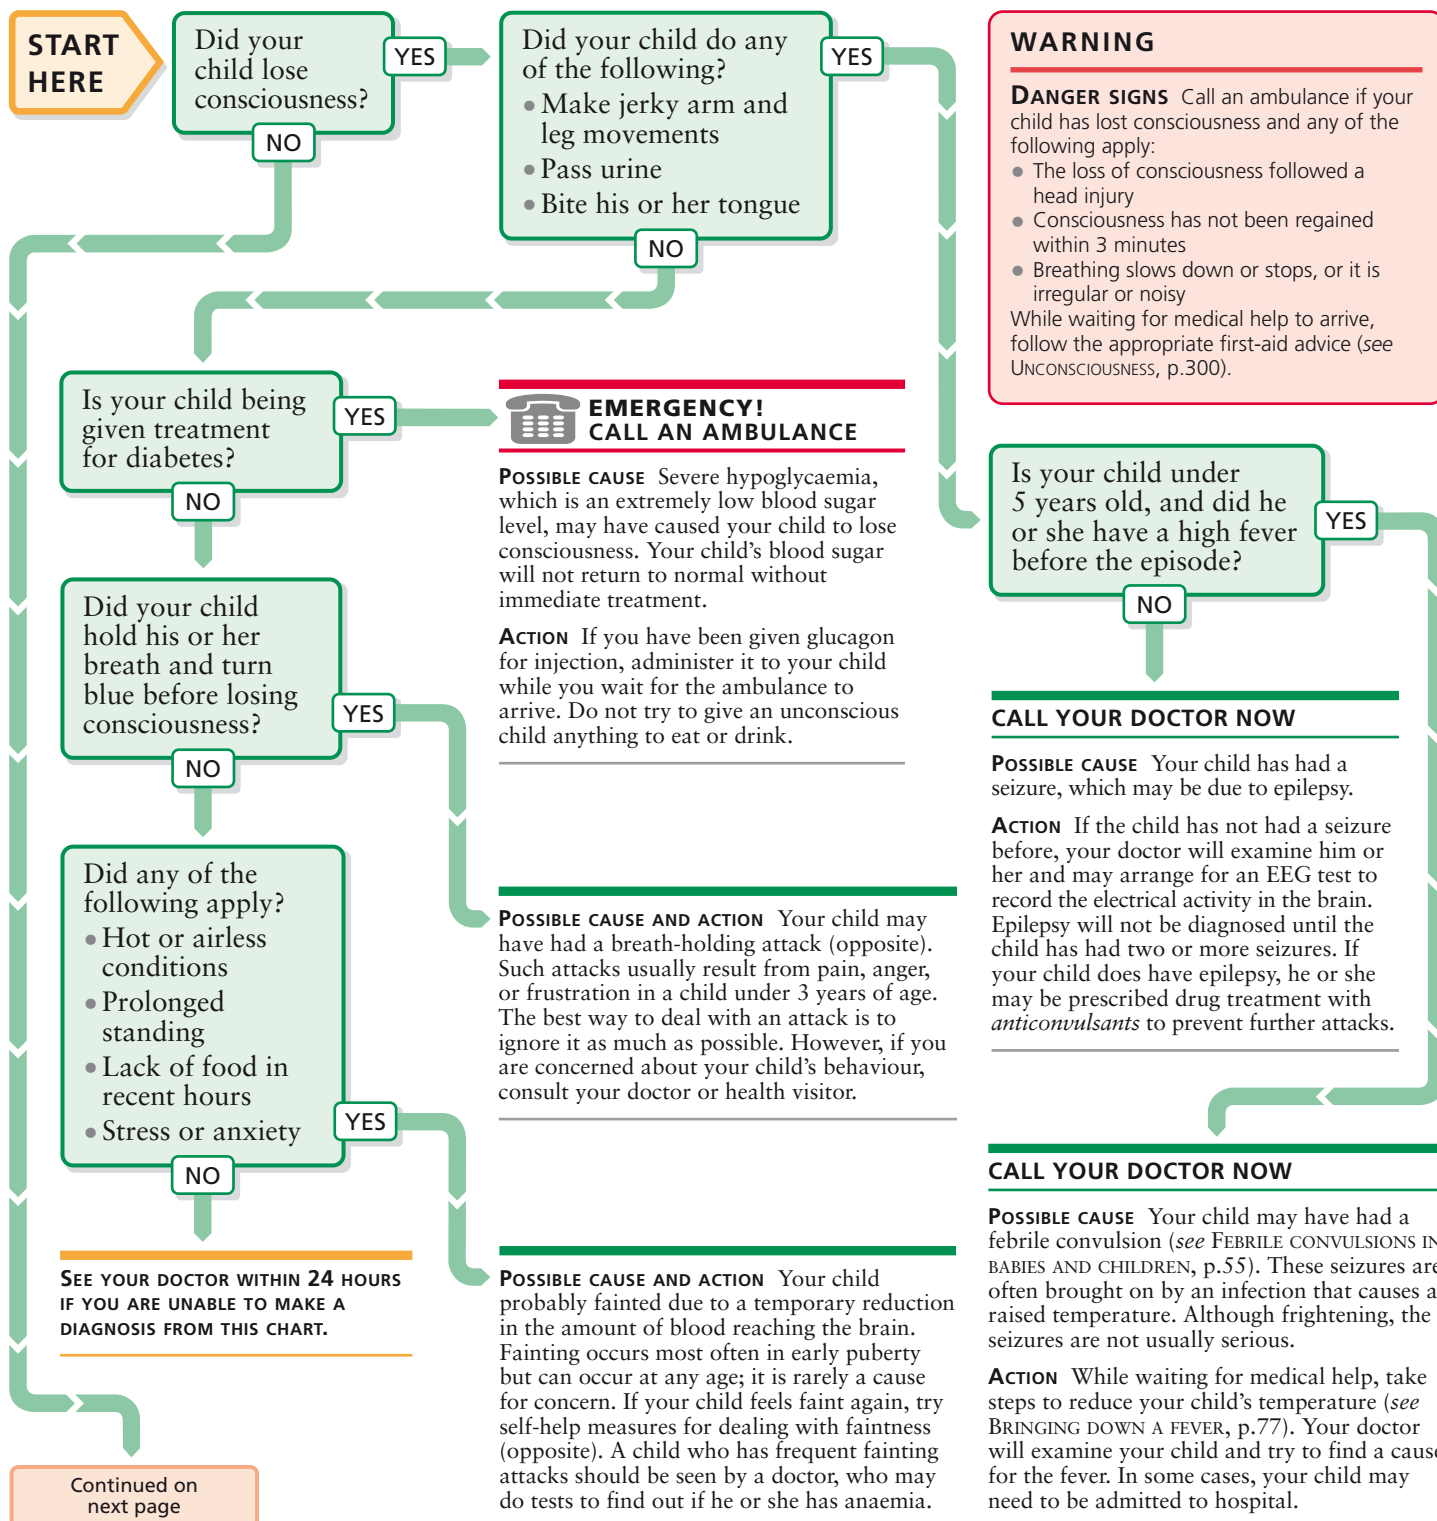 START
HERE
Did your
child lose
consciousness?
YES
NO
Did your child do any
of the following?
• Make jerky arm and
leg movements
• Pass urine
• Bite his or her tongue
YES
NO
WARNING
DANGER SIGNS Call an ambulance if your
child has lost consciousness and any of the
following apply:
• The loss of consciousness followed a
head injury
• Consciousness has not been regained
within 3 minutes
• Breathing slows down or stops, or it is
irregular or noisy
While waiting for medical help to arrive,
follow the appropriate first-aid advice (see
UNCONSCIOUSNESS, p.300).
Is your child being
given treatment
for diabetes?
YES
NO
EMERGENCY!
CALL AN AMBULANCE
POSSIBLE CAUSE Severe hypoglycaemia,
which is an extremely low blood sugar
level, may have caused your child to lose
consciousness. Your child's blood sugar
will not return to normal without
immediate treatment.
ACTION If you have been given glucagon
for injection, administer it to your child
while you wait for the ambulance to
arrive. Do not try to give an unconscious
child anything to eat or drink.
Is your child under
5 years old, and did he
or she have a high fever
before the episode?
YES
NO
Did your child
hold his or her
breath and turn
blue before losing
consciousness?
YES
NO
CALL YOUR DOCTOR NOW
POSSIBLE CAUSE Your child has had a
seizure, which may be due to epilepsy.
ACTION If the child has not had a seizure
before, your doctor will examine him or
her and may arrange for an EEG test to
record the electrical activity in the brain.
Epilepsy will not be diagnosed until the
child has had two or more seizures. If
your child does have epilepsy, he or she
may be prescribed drug treatment with
anticonvulsants to prevent further attacks.
Did any of the
following apply?
• Hot or airless
conditions
• Prolonged
standing
• Lack of food in
recent hours
• Stress or anxiety
YES
NO
POSSIBLE CAUSE AND ACTION Your child may
have had a breath-holding attack (opposite).
Such attacks usually result from pain, anger,
or frustration in a child under 3 years of age.
The best way to deal with an attack is to
ignore it as much as possible. However, if you
are concerned about your child's behaviour,
consult your doctor or health visitor.
SEE YOUR DOCTOR WITHIN 24 HOURS
IF YOU ARE UNABLE TO MAKE A
DIAGNOSIS FROM THIS CHART.
POSSIBLE CAUSE AND ACTION Your child
probably fainted due to a temporary reduction
in the amount of blood reaching the brain.
Fainting occurs most often in early puberty
but can occur at any age; it is rarely a cause
for concern. If your child feels faint again, try
self-help measures for dealing with faintness
(opposite). A child who has frequent fainting
attacks should be seen by a doctor, who may
do tests to find out if he or she has anaemia.
CALL YOUR DOCTOR NOW
POSSIBLE CAUSE Your child may have had a
febrile convulsion (see FEBRILE CONVULSIONS IN
BABIES AND CHILDREN, p.55). These seizures are
often brought on by an infection that causes a
raised temperature. Although frightening, the
seizures are not usually serious.
ACTION While waiting for medical help, take
steps to reduce your child's temperature (see
BRINGING DOWN A FEVER, p.77). Your doctor
will examine your child and try to find a cause
for the fever. In some cases, your child may
need to be admitted to hospital.
Continued on
next page